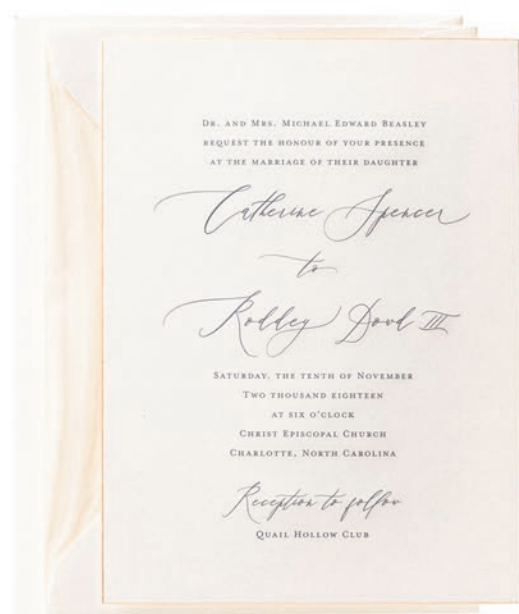 Dr. and Mrs. Michael Edward Beasley
request the honour of your presence
at the marriage of their daughter
Catherine Spencer
to
Roddey Dowd III
Saturday, the tenth of November
Two thousand eighteen
at six o'clock
Christ Episcopal Church
Charlotte, North Carolina
Reception to follow
Quail Hollow Club